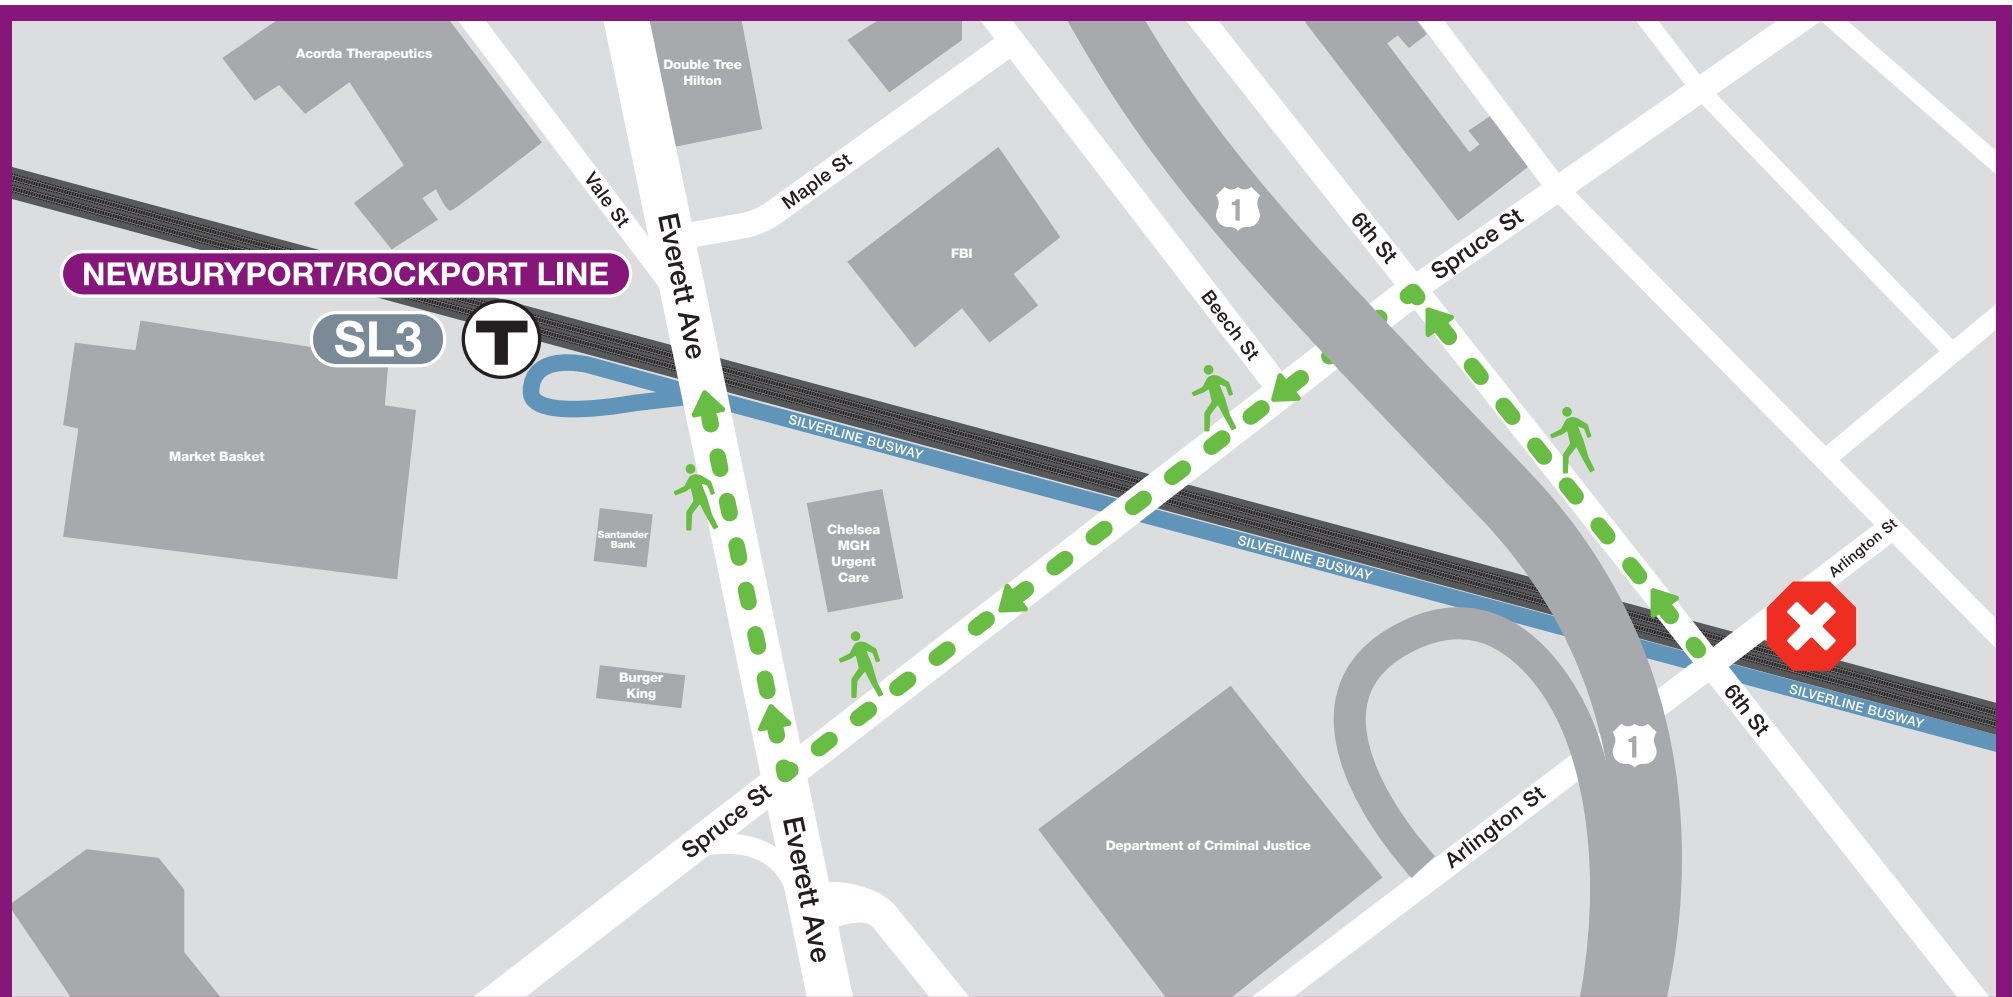 Acorda Therapeutics
Double Tree
Hilton
Vale St
Maple St
Everett Ave
FBI
1
6th St
Spruce St
NEWBURYPORT/ROCKPORT LINE
SL3
T
Beech St
Market Basket
SILVERLINE BUSWAY
Santander
Bank
Chelsea
MGH
Urgent
Care
SILVERLINE BUSWAY
Arlington St
Burger
King
SILVERLINE BUSWAY
6th St
1
Spruce St
Everett Ave
Department of Criminal Justice
Arlington St